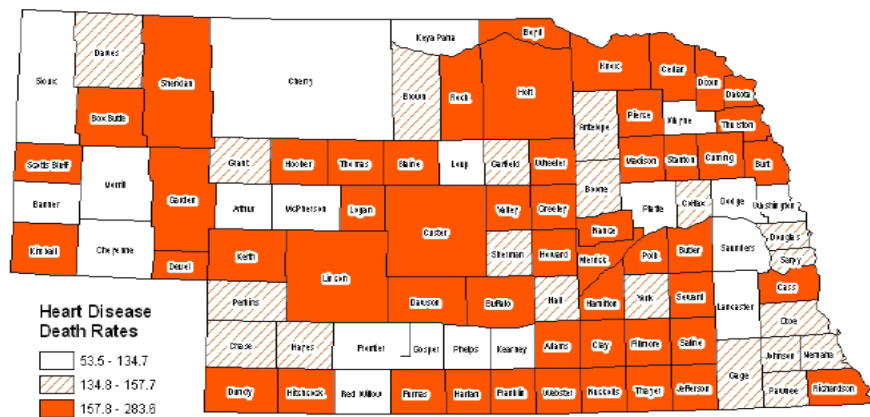 Keya Paha
Boyd
Dawes
Sioux
Sheridan
Cherry
Knox
Cedar
Dixon
Dakota
Holt
Rock
Brown
Box Butte
Pierce
Wayne
Antelope
Thurston
Scotts Bluff
Grant
Hooker
Thomas
Blaine
Loup
Garfield
Wheeler
Madison
Stanton
Cuming
Burt
Morrill
Garden
Boone
Banner
Arthur
McPherson
Logan
Valley
Greeley
Platte
Colfax
Dodge
Washington
Custer
Nance
Douglas
Kimball
Cheyenne
Deuel
Keith
Lincoln
Sherman
Howard
Merrick
Polk
Butler
Saunders
Sarpy
Cass
Perkins
Dawson
Buffalo
Hall
Hamilton
York
Seward
Lancaster
Otoe
Heart Disease
Death Rates
53.5 - 134.7
134.8 - 157.7
157.8 - 283.6
Chase
Hayes
Frontier
Gosper
Phelps
Kearney
Adams
Clay
Fillmore
Saline
Johnson
Nemaha
Gage
Dundy
Hitchcock
Red Willow
Furnas
Harlan
Franklin
Webster
Nuckolls
Thayer
Jefferson
Pawnee
Richardson